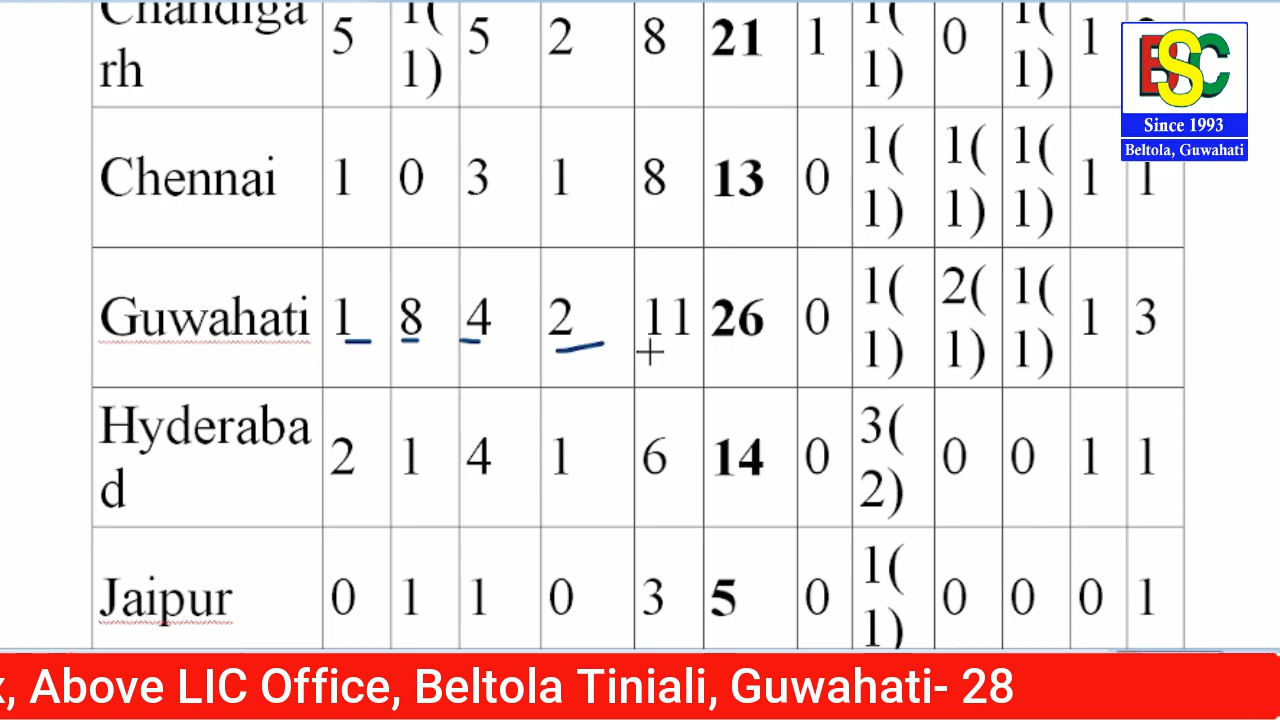 Chandiga
rh 5 1( 1) 5 2 8 21 1 1( 1) 0 1( 1) 1
Chennai 1 0 3 1 8 13 0 1( 1) 1( 1) 1( 1) 1 1
Guwahati 1 8 4 2 11 26 0 1( 1) 2( 1) 1( 1) 1 3
Hyderaba
d 2 1 4 1 6 14 0 3( 2) 0 0 1 1
Jaipur 0 1 1 0 3 5 0 1( 1) 0 0 0 1
BSC
Since 1993
Beltola, Guwahati
, Above LIC Office, Beltola Tiniali, Guwahati- 28